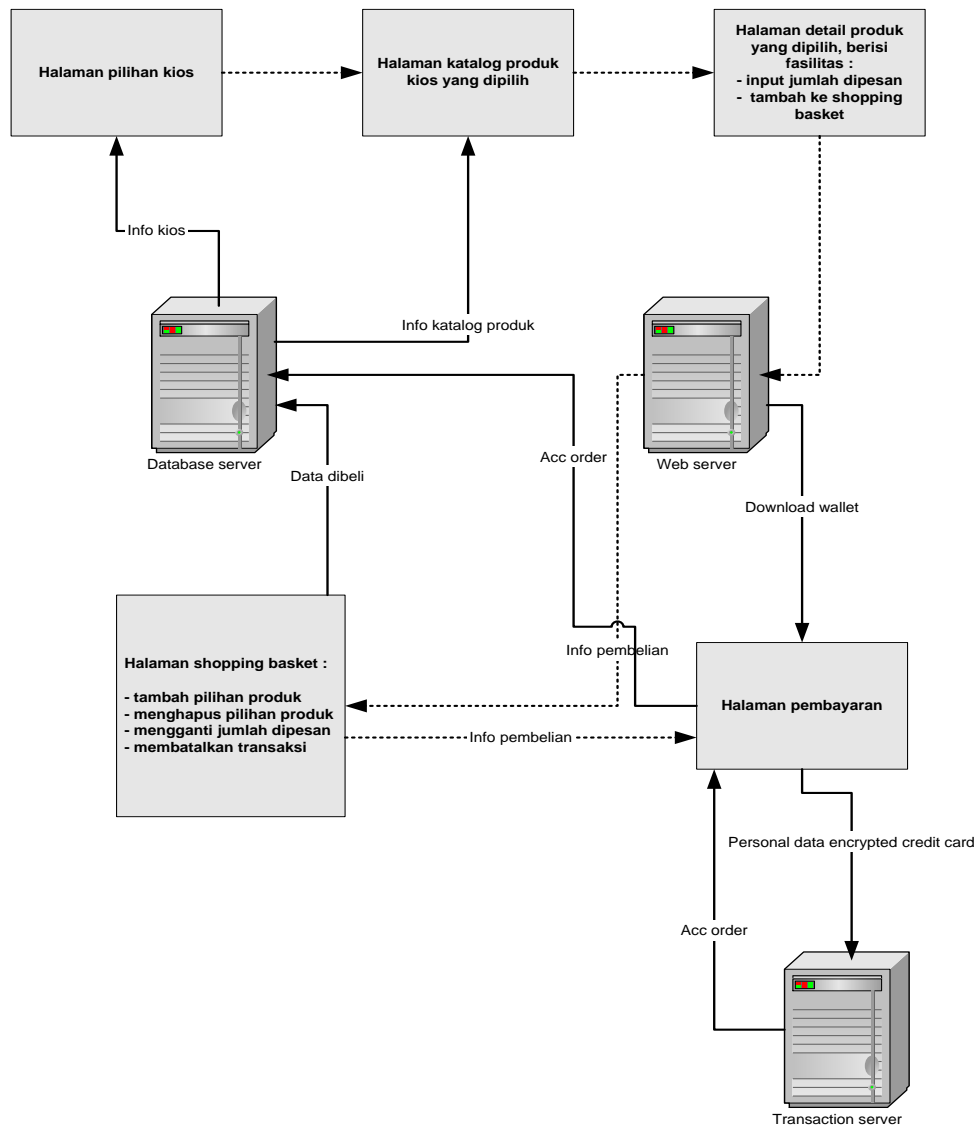 Halaman pilihan kios
Halaman katalog produk
kios yang dipilih
Halaman detail produk
yang dipilih, berisi
fasilitas :
- input jumlah dipesan
- tambah ke shopping
basket
Info kios
Info katalog produk
Database server
Data dibeli
Acc order
Web server
Download wallet
Info pembelian
Halaman shopping basket :
- tambah pilihan produk
- menghapus pilihan produk
- mengganti jumlah dipesan
- membatalkan transaksi
Info pembelian
Halaman pembayaran
Personal data encrypted credit card
Acc order
Transaction server